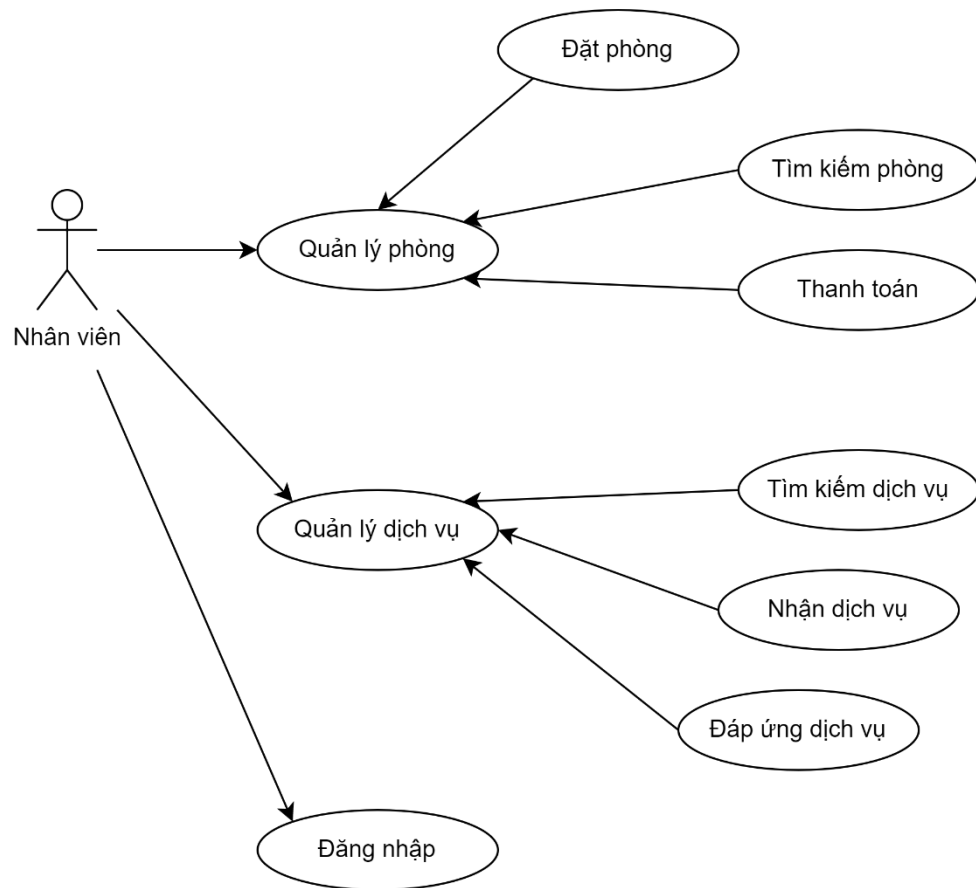 Đặt phòng
Tìm kiếm phòng
Quản lý phòng
Thanh toán
Nhân viên
Tìm kiếm dịch vụ
Quản lý dịch vụ
Nhận dịch vụ
Đáp ứng dịch vụ
Đăng nhập